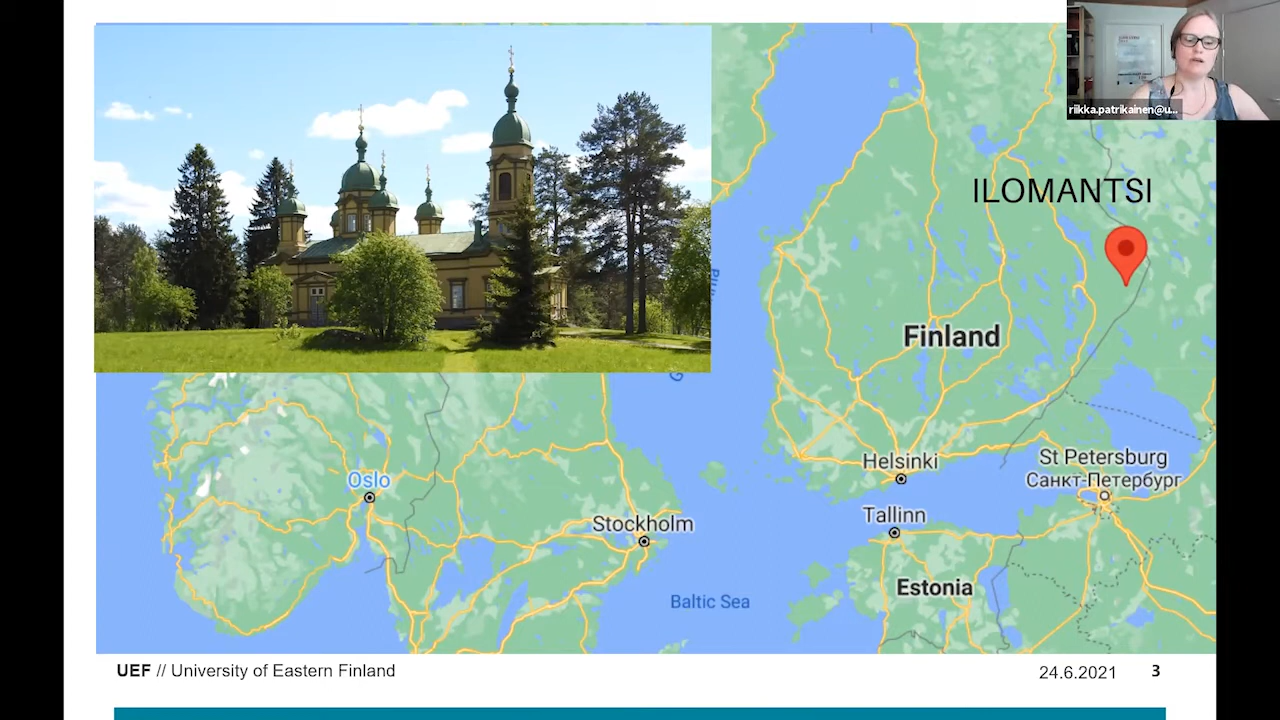 riikka.patrikainen@u...
ILOMANTSI
Finland
Helsinki
St Petersburg
Санкт-Петербург
Oslo
Stockholm
Tallinn
Estonia
Baltic Sea
UEF // University of Eastern Finland
24.6.2021
3